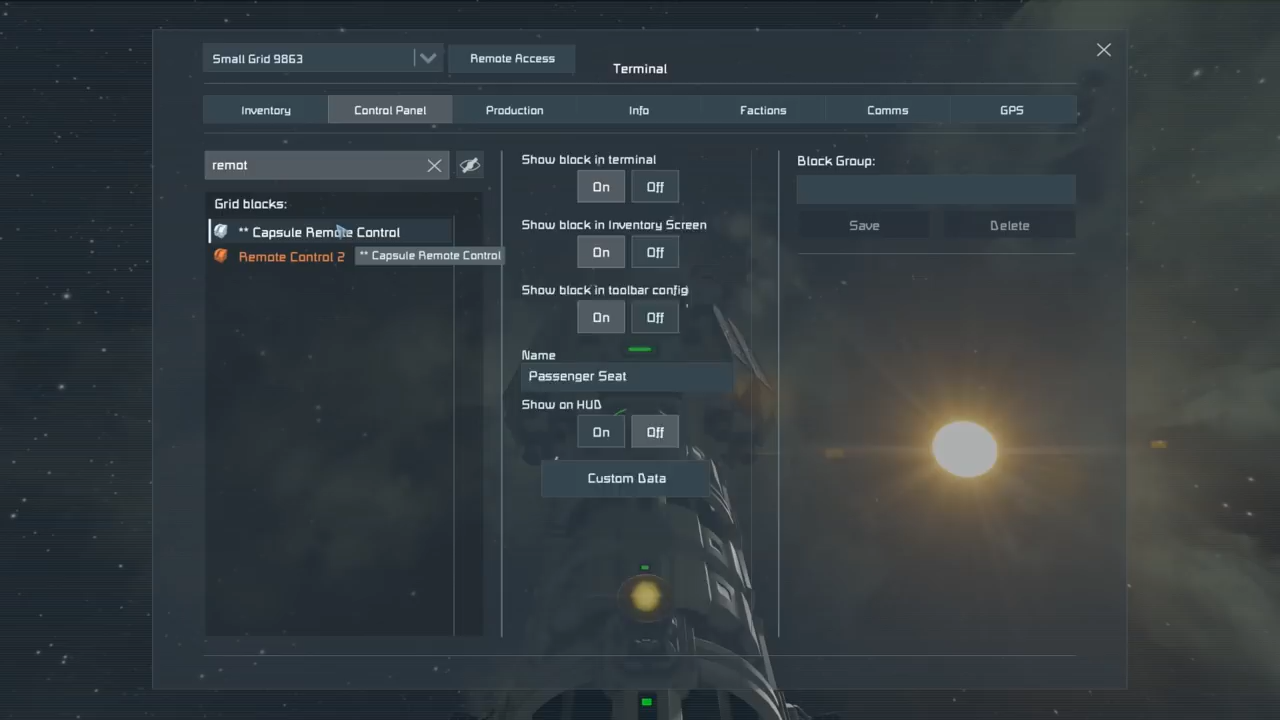 Small Grid 9863
Remote Access
Terminal
Inventory
Control Panel
Production
Info
Factions
Comms
GPS
remot
Grid blocks:
** Capsule Remote Control
Remote Control 2
** Capsule Remote Control
Show block in terminal
On
Off
Show block in Inventory Screen
On
Off
Show block in toolbar config
On
Off
Name
Passenger Seat
Show on HUD
On
Off
Custom Data
Block Group:
Save
Delete